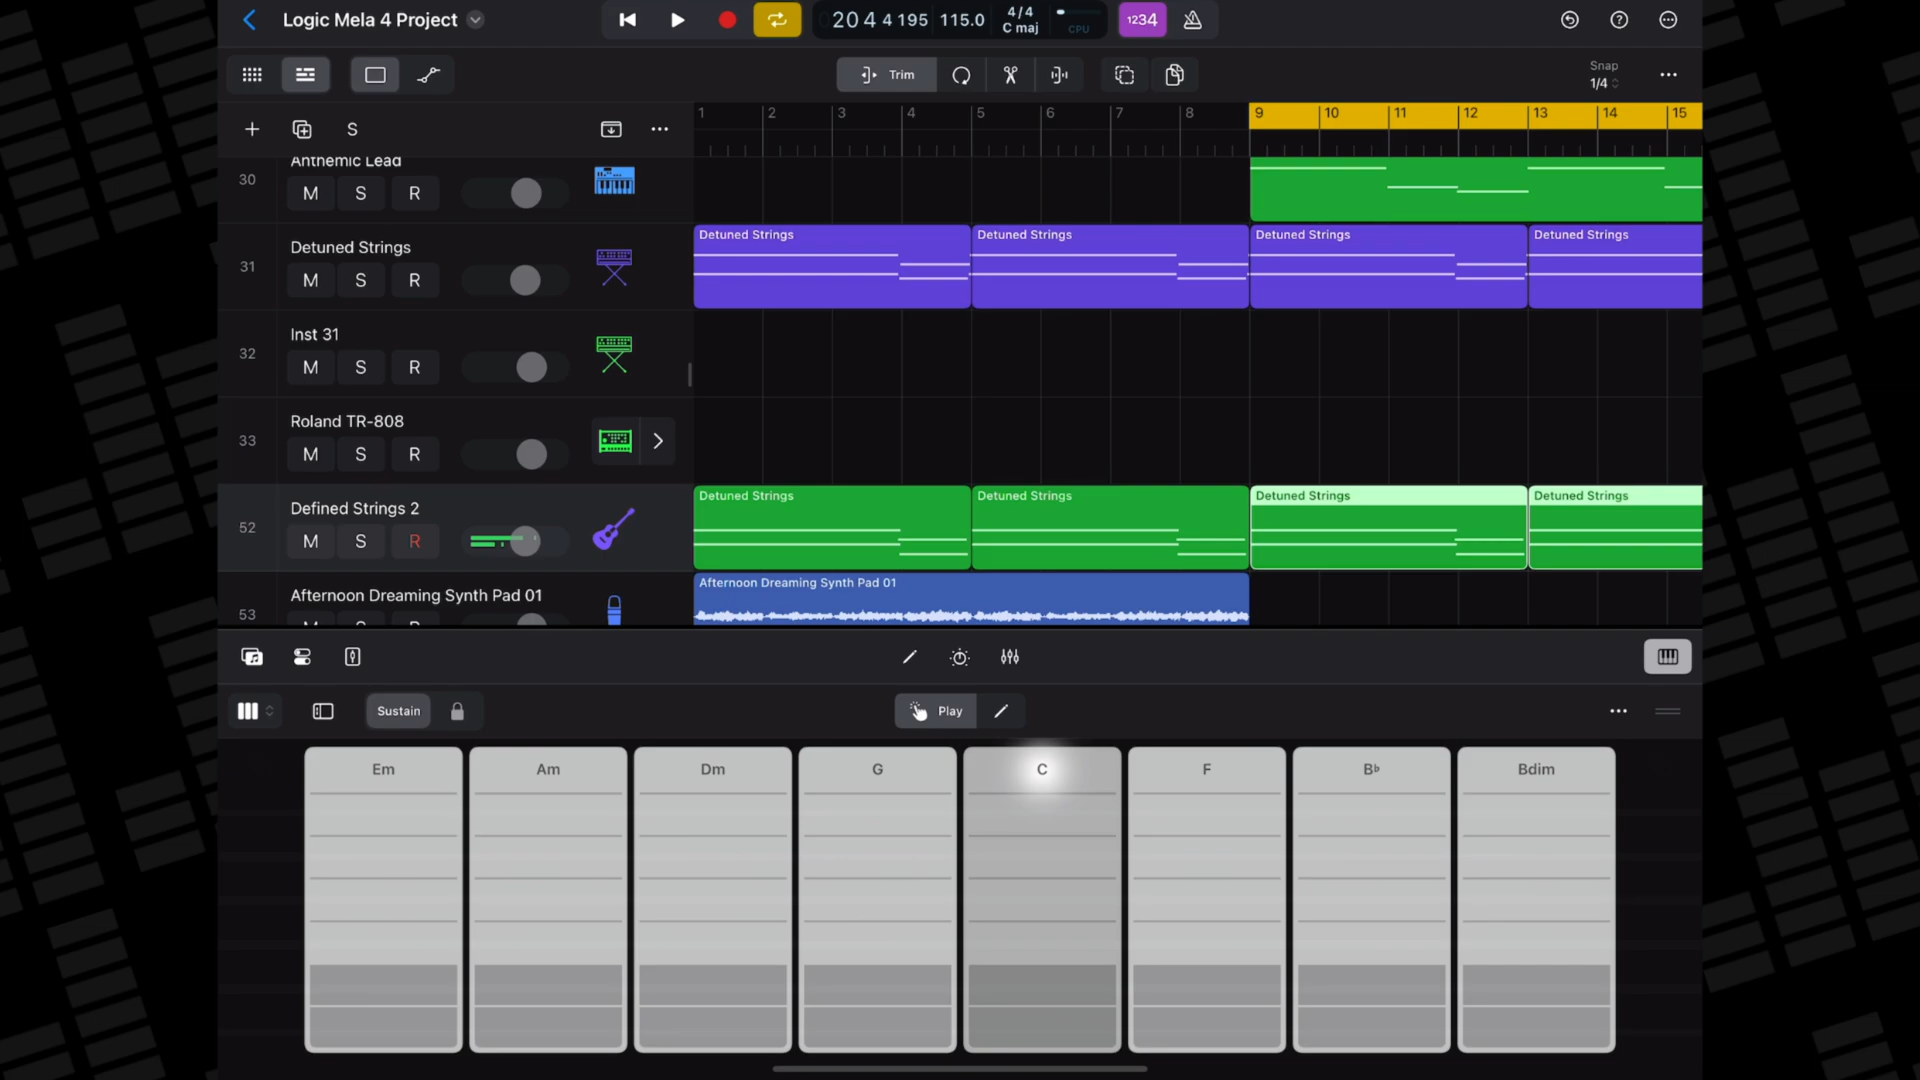 Logic Mela 4 Project
20 4 4 195
115.0
4/4
C maj
CPU
1234
Trim
Snap
1/4
S
1
2
3
4
5
6
7
8
9
10
11
12
13
14
15
30
Anthemic Lead
M
S
R
31
Detuned Strings
M
S
R
Detuned Strings
Detuned Strings
Detuned Strings
Detuned Strings
32
Inst 31
M
S
R
33
Roland TR-808
M
S
R
52
Defined Strings 2
M
S
R
Detuned Strings
Detuned Strings
Detuned Strings
Detuned Strings
53
Afternoon Dreaming Synth Pad 01
M
S
R
Afternoon Dreaming Synth Pad 01
Sustain
Play
Em
Am
Dm
G
C
F
B♭
Bdim